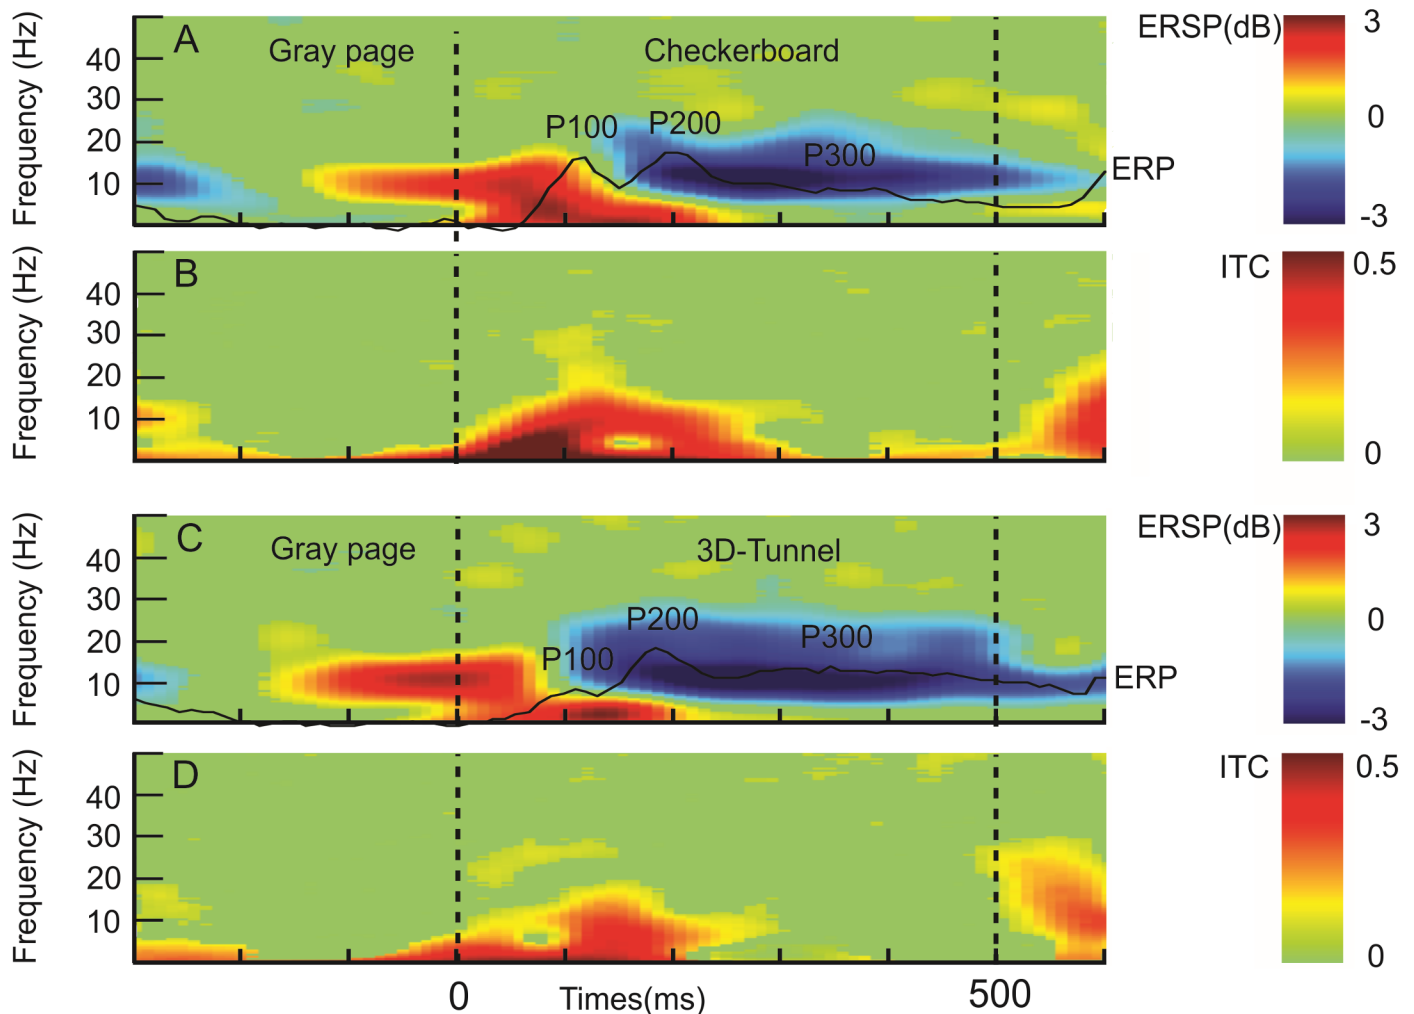 A
Gray page
Checkerboard
ERSP(dB)
3
0
-3
Frequency (Hz)
40
30
20
10
P100
P200
P300
ERP
B
ITC
0.5
0
Frequency (Hz)
40
30
20
10
C
Gray page
3D-Tunnel
ERSP(dB)
3
0
-3
Frequency (Hz)
40
30
20
10
P100
P200
P300
ERP
D
ITC
0.5
0
Frequency (Hz)
40
30
20
10
0
Times(ms)
500